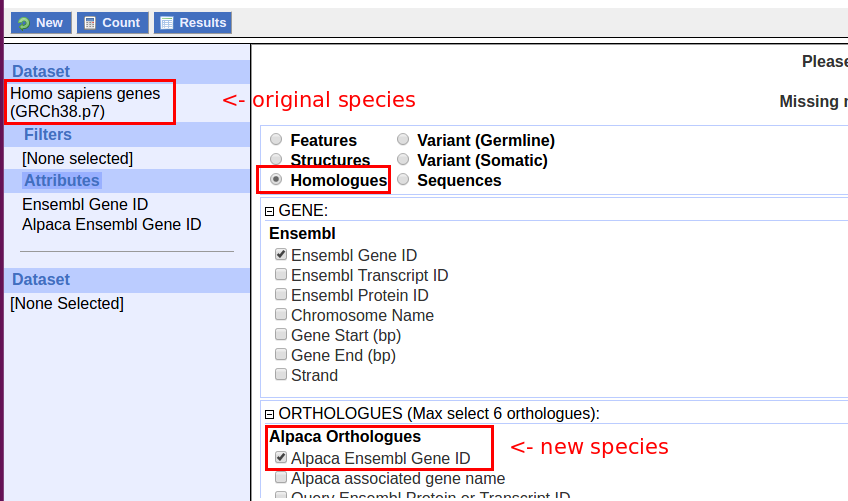 New Count Results
Please
Missing
Dataset
Homo sapiens genes
(GRCh38.p7)
<- original species
Filters
[None selected]
Attributes
Ensembl Gene ID
Alpaca Ensembl Gene ID
Dataset
[None Selected]
Features Variant (Germline)
Structures Variant (Somatic)
Homologues Sequences
GENE:
Ensembl
Ensembl Gene ID
Ensembl Transcript ID
Ensembl Protein ID
Chromosome Name
Gene Start (bp)
Gene End (bp)
Strand
ORTHOLOGUES (Max select 6 orthologues):
Alpaca Orthologues
Alpaca Ensembl Gene ID
<- new species
Alpaca associated gene name
Query Ensembl Protein or Transcript ID